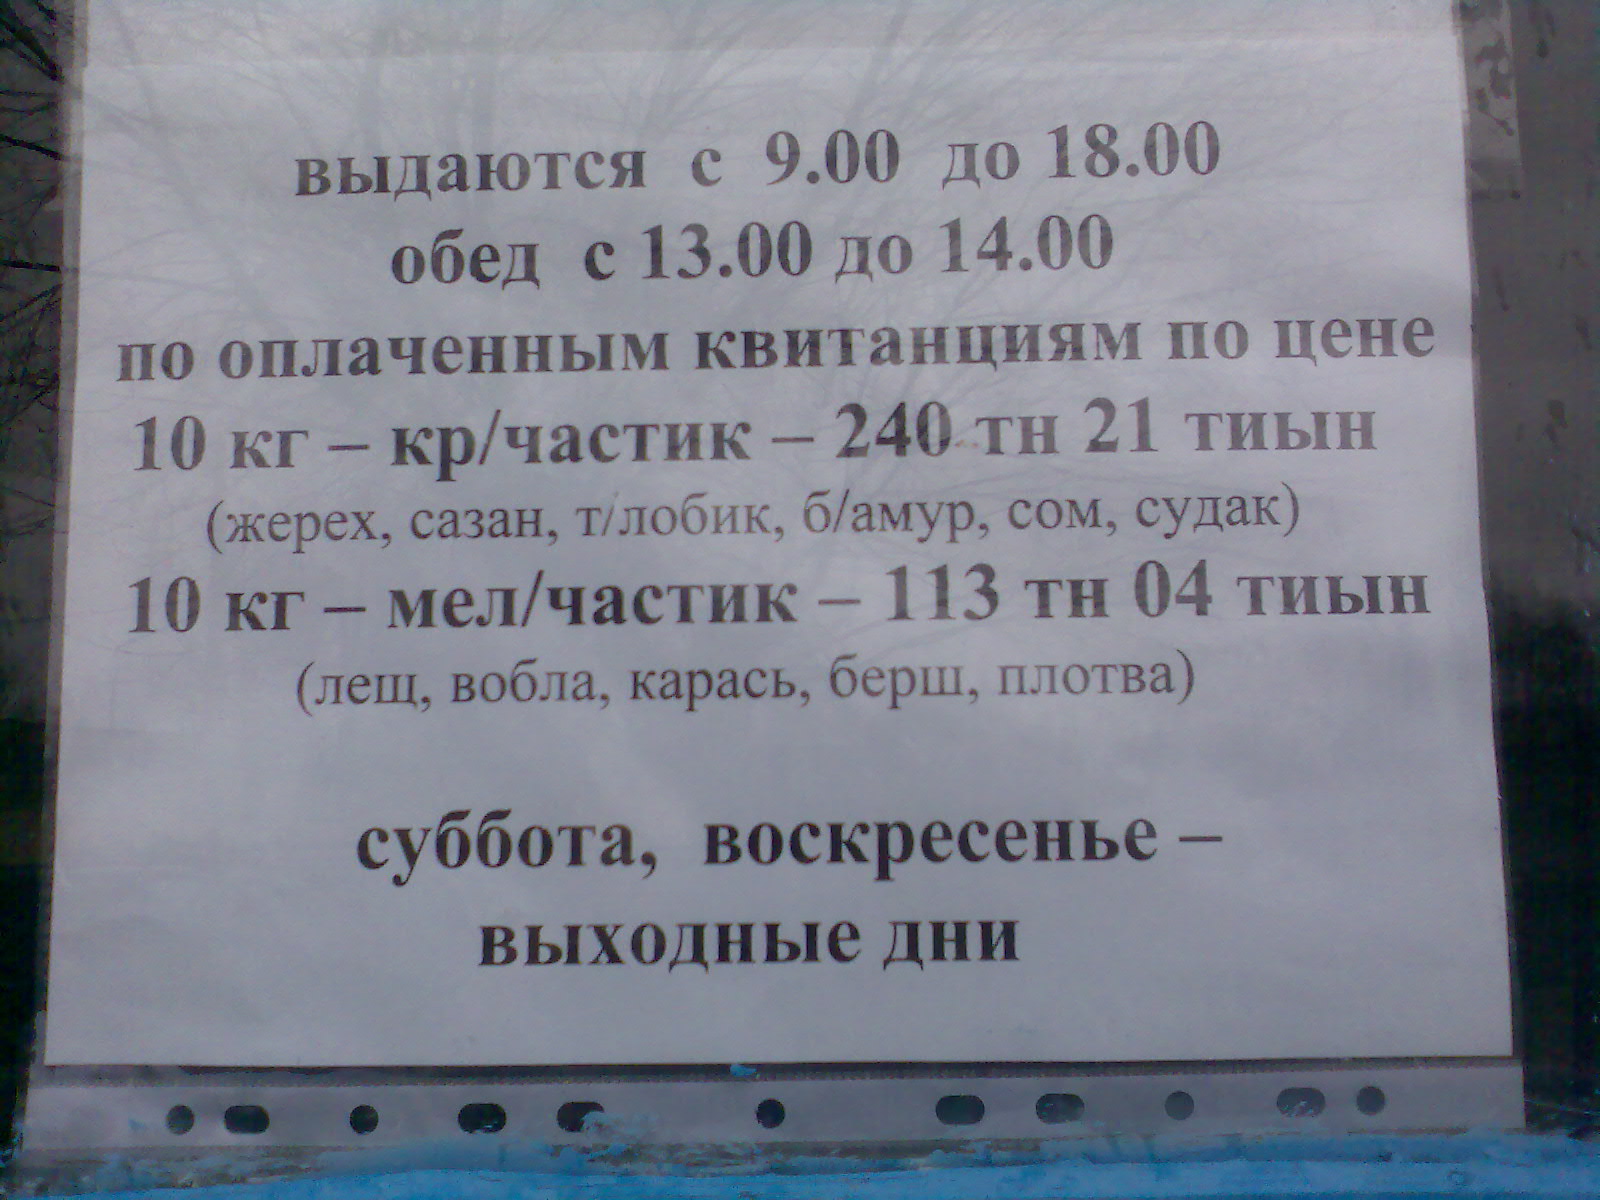 выдаются с 9.00 до 18.00
обед с 13.00 до 14.00
по оплаченным квитанциям по цене
10 кг – кр/частик – 240 тн 21 тиын
(жерех, сазан, т/лобик, б/амур, сом, судак)
10 кг – мел/частик – 113 тн 04 тиын
(лещ, вобла, карась, берш, плотва)
суббота, воскресенье –
выходные дни